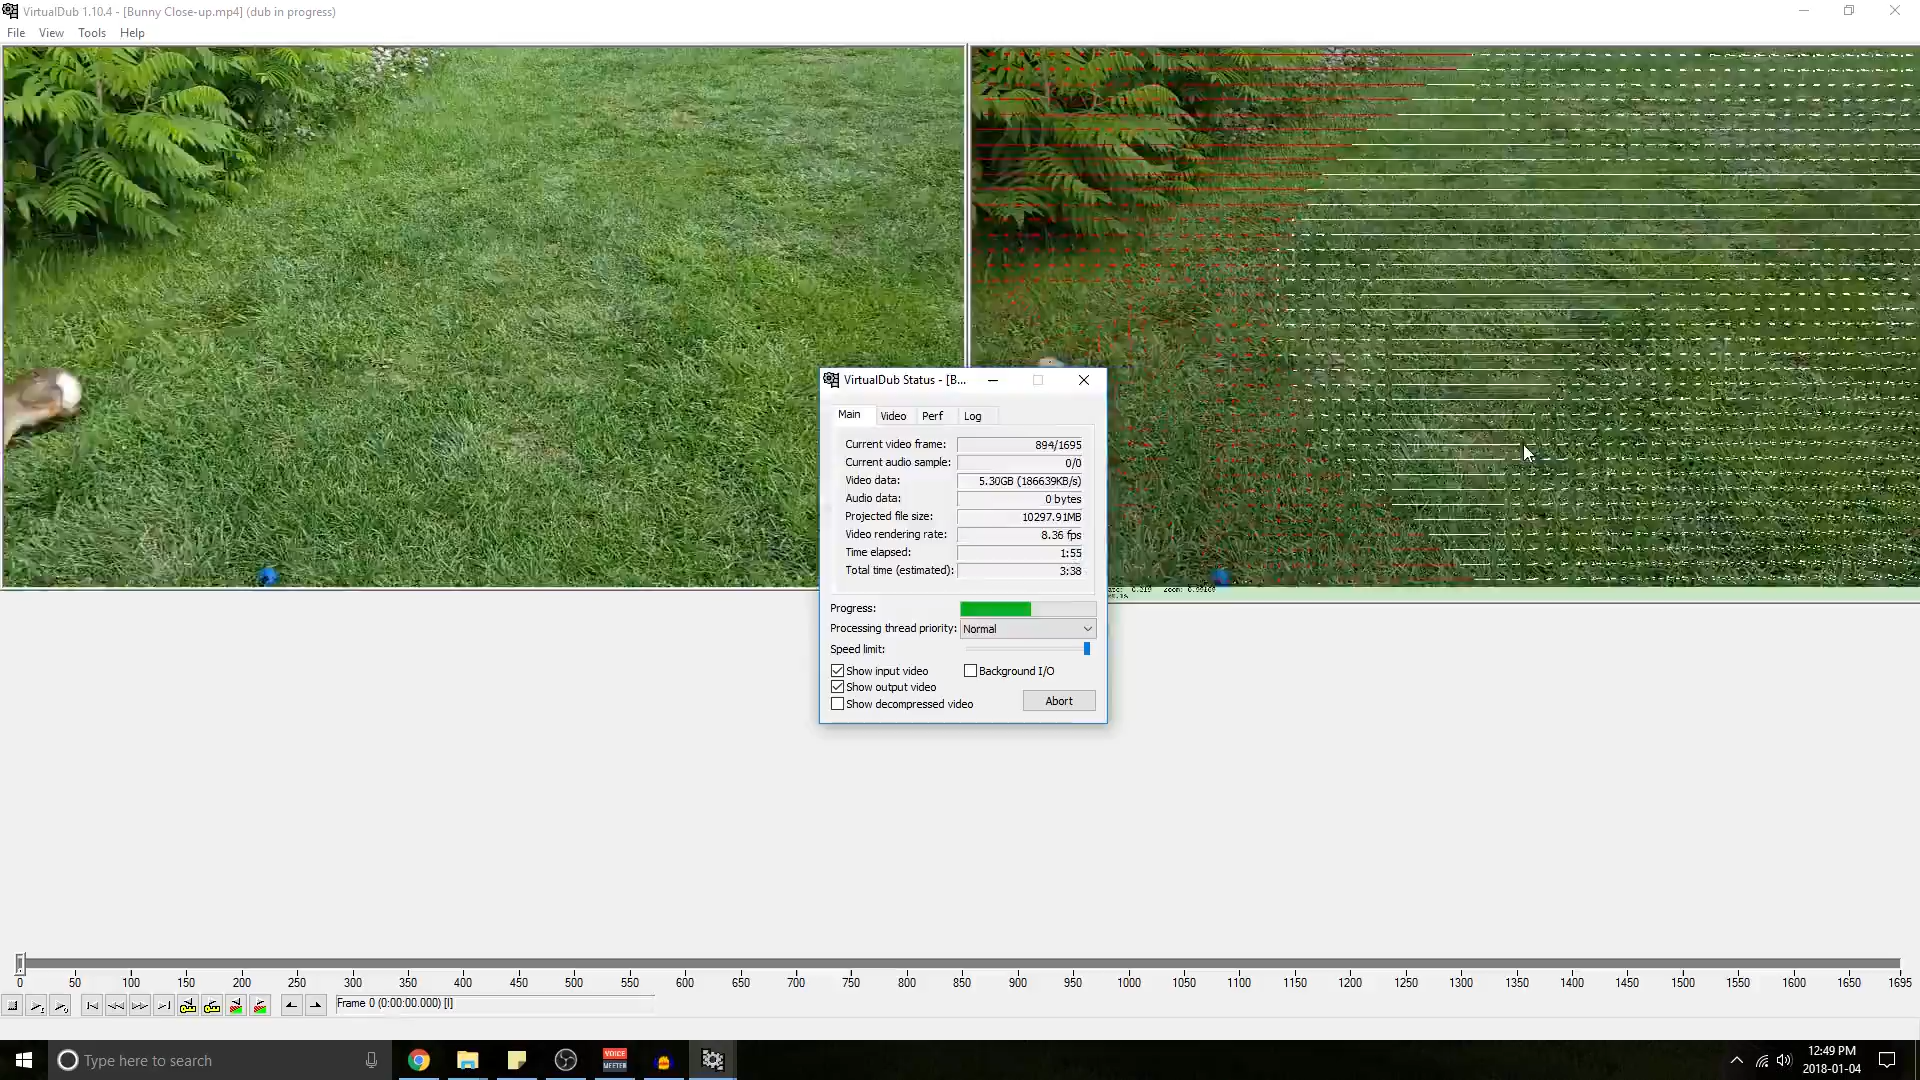 VirtualDub 1.10.4 - [Bunny Close-up.mp4] (dub in progress)
File View Tools Help
VirtualDub Status - [B...
Main Video Perf Log
Current video frame: 894/1695
Current audio sample: 0/0
Video data: 5.30GB (186639KB/s)
Audio data: 0 bytes
Projected file size: 10297.91MB
Video rendering rate: 8.36 fps
Time elapsed: 1:55
Total time (estimated): 3:38
Progress:
Processing thread priority: Normal
Speed limit:
Show input video Background I/O
Show output video
Show decompressed video
Abort
0 50 100 150 200 250 300 350 400 450 500 550 600 650 700 750 800 850 900 950 1000 1050 1100 1150 1200 1250 1300 1350 1400 1450 1500 1550 1600 1650 1695
Frame 0 (0:00:00.000) [I]
Type here to search
VOICE
MEETER
12:49 PM
2018-01-04